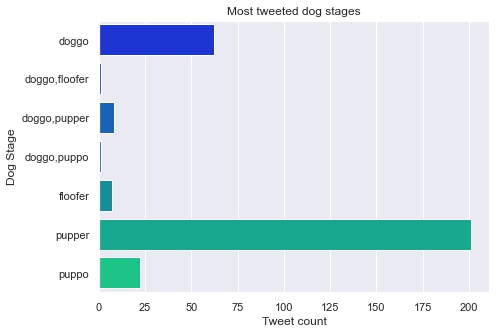 Most tweeted dog stages
Dog Stage
doggo
doggo,floofer
doggo,pupper
doggo,puppo
floofer
pupper
puppo
0 25 50 75 100 125 150 175 200
Tweet count